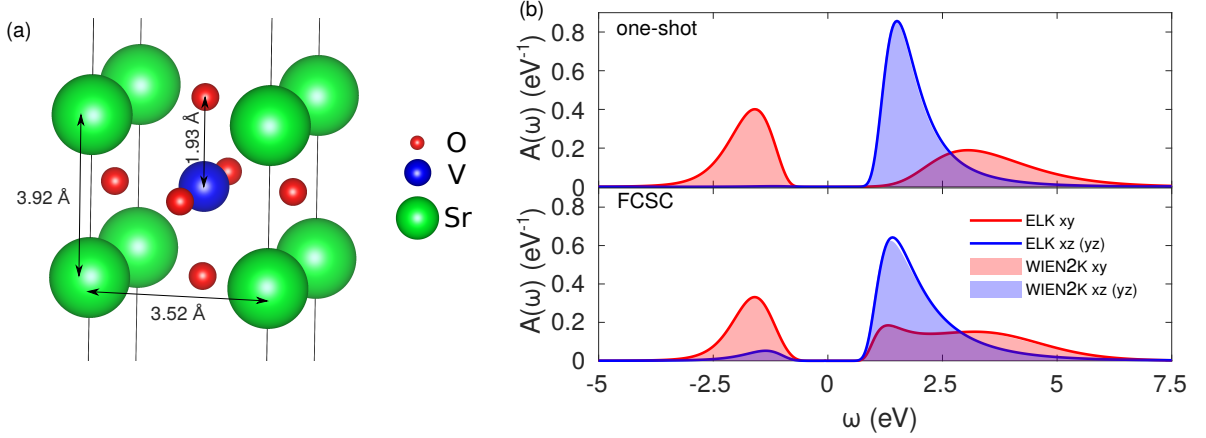 (a)
1.93 Å
3.92 Å
3.52 Å
O
V
Sr
(b)
one-shot
A(ω) (eV⁻¹)
0.8
0.6
0.4
0.2
0
FCSC
A(ω) (eV⁻¹)
0.8
0.6
0.4
0.2
0
ELK xy
ELK xz (yz)
WIEN2K xy
WIEN2K xz (yz)
-5
-2.5
0
2.5
5
7.5
ω (eV)